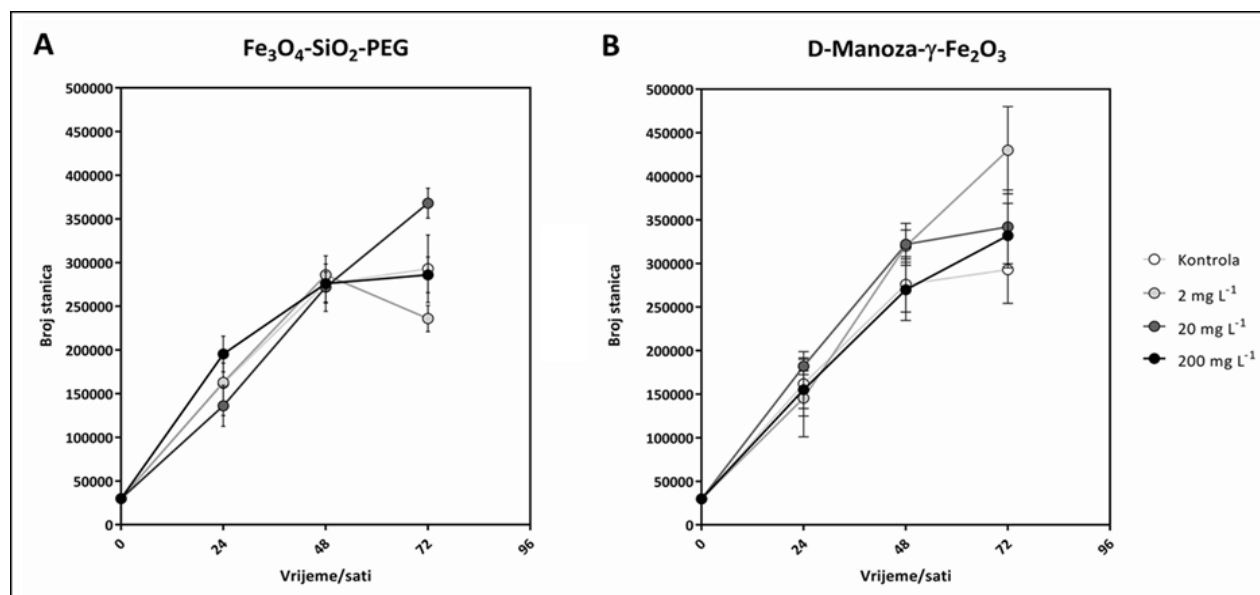 A
Fe₃O₄-SiO₂-PEG
500000
450000
400000
350000
300000
250000
200000
150000
100000
50000
0
Broj stanica
0
24
48
72
96
Vrijeme/sati
B
D-Manoza-γ-Fe₂O₃
500000
450000
400000
350000
300000
250000
200000
150000
100000
50000
0
Broj stanica
0
24
48
72
96
Vrijeme/sati
Kontrola
2 mg L⁻¹
20 mg L⁻¹
200 mg L⁻¹